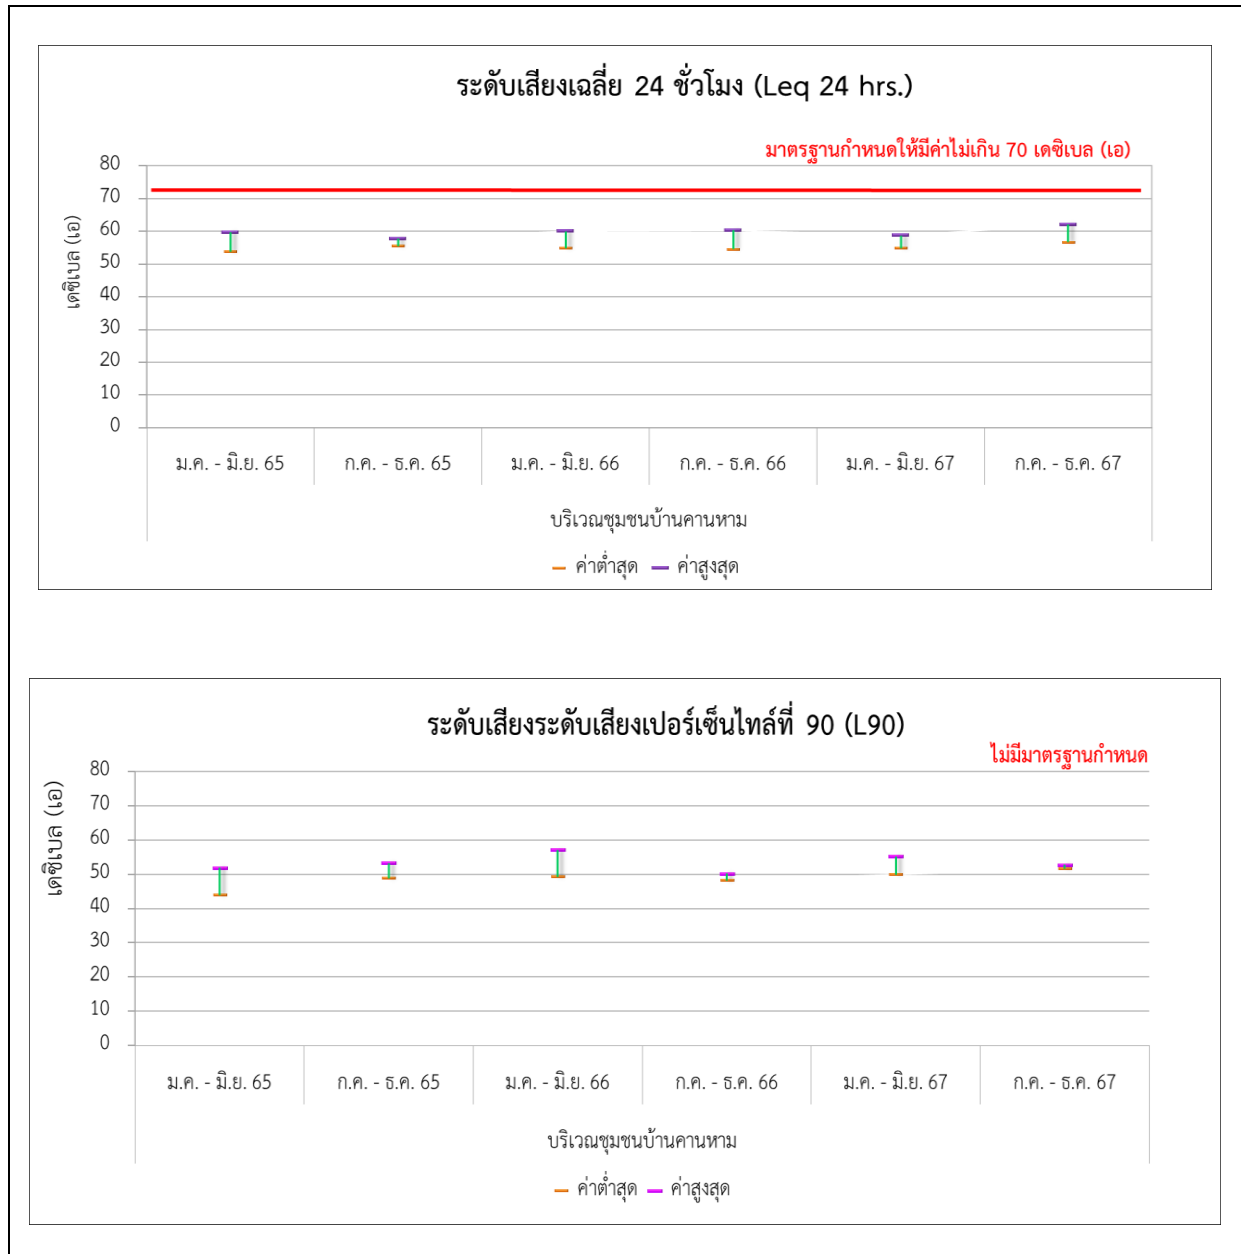 ระดับเสียงเฉลี่ย 24 ชั่วโมง (Leq 24 hrs.)
มาตรฐานกำหนดให้มีค่าไม่เกิน 70 เดซิเบล (เอ)
เดซิเบล (เอ)
80
70
60
50
40
30
20
10
0
ม.ค. - มิ.ย. 65 ก.ค. - ธ.ค. 65 ม.ค. - มิ.ย. 66 ก.ค. - ธ.ค. 66 ม.ค. - มิ.ย. 67 ก.ค. - ธ.ค. 67
บริเวณชุมชนบ้านคานหาม
ค่าต่ำสุด ค่าสูงสุด
ระดับเสียงระดับเสียงเปอร์เซ็นไทล์ที่ 90 (L90)
ไม่มีมาตรฐานกำหนด
เดซิเบล (เอ)
80
70
60
50
40
30
20
10
0
ม.ค. - มิ.ย. 65 ก.ค. - ธ.ค. 65 ม.ค. - มิ.ย. 66 ก.ค. - ธ.ค. 66 ม.ค. - มิ.ย. 67 ก.ค. - ธ.ค. 67
บริเวณชุมชนบ้านคานหาม
ค่าต่ำสุด ค่าสูงสุด